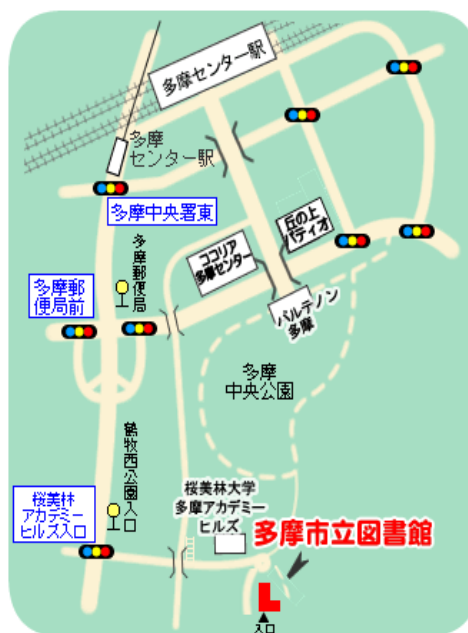 多摩センター駅
多摩
センター駅
多摩中央署東
多摩郵便局
丘の上
パティオ
ココリア
多摩センター
多摩郵
便局前
パルテノン
多摩
多摩
中央公園
鶴牧西公園入口
桜美林大学
多摩アカデミー
ヒルズ
桜美林
アカデミー
ヒルズ入口
多摩市立図書館
入口